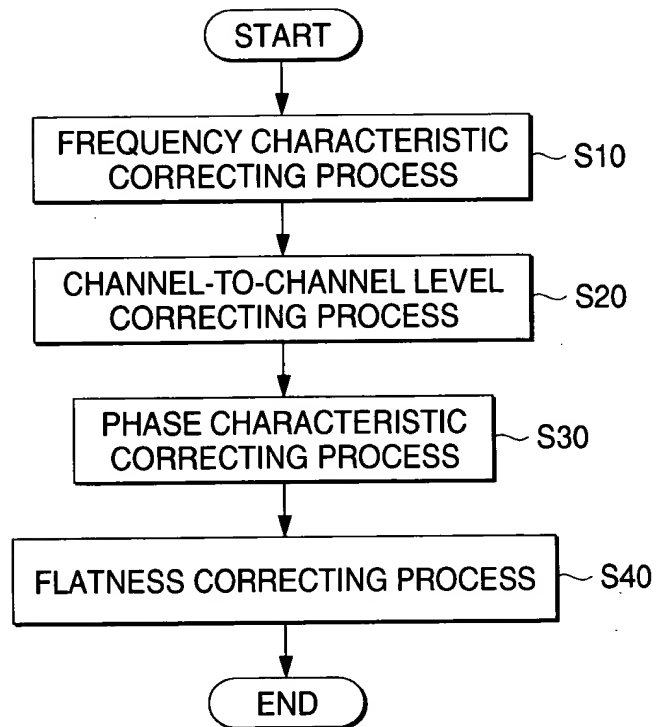 START
FREQUENCY CHARACTERISTIC
CORRECTING PROCESS
S10
CHANNEL-TO-CHANNEL LEVEL
CORRECTING PROCESS
S20
PHASE CHARACTERISTIC
CORRECTING PROCESS
S30
FLATNESS CORRECTING PROCESS
S40
END